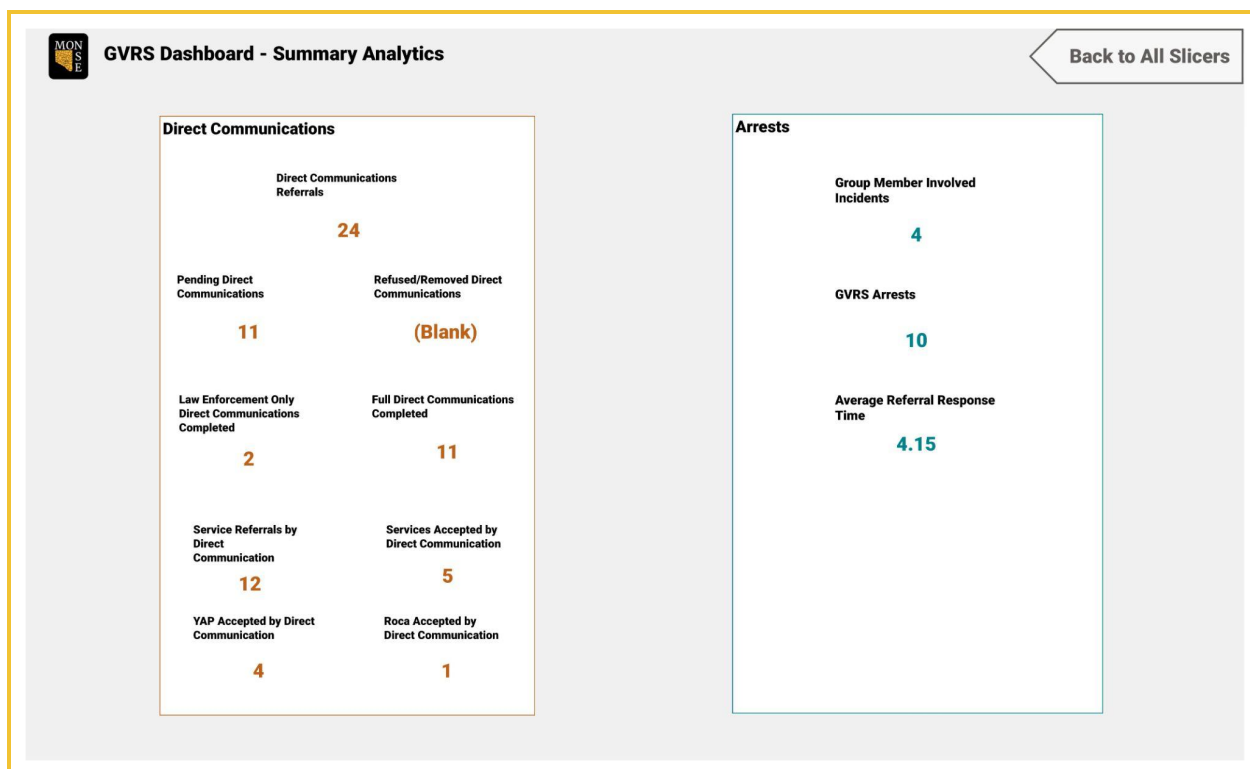 MON
S
E
GVRS Dashboard - Summary Analytics
Back to All Slicers
Direct Communications
Direct Communications
Referrals
24
Pending Direct
Communications
11
Refused/Removed Direct
Communications
(Blank)
Law Enforcement Only
Direct Communications
Completed
2
Full Direct Communications
Completed
11
Service Referrals by
Direct
Communication
12
Services Accepted by
Direct Communication
5
YAP Accepted by Direct
Communication
4
Roca Accepted by
Direct Communication
1
Arrests
Group Member Involved
Incidents
4
GVRS Arrests
10
Average Referral Response
Time
4.15